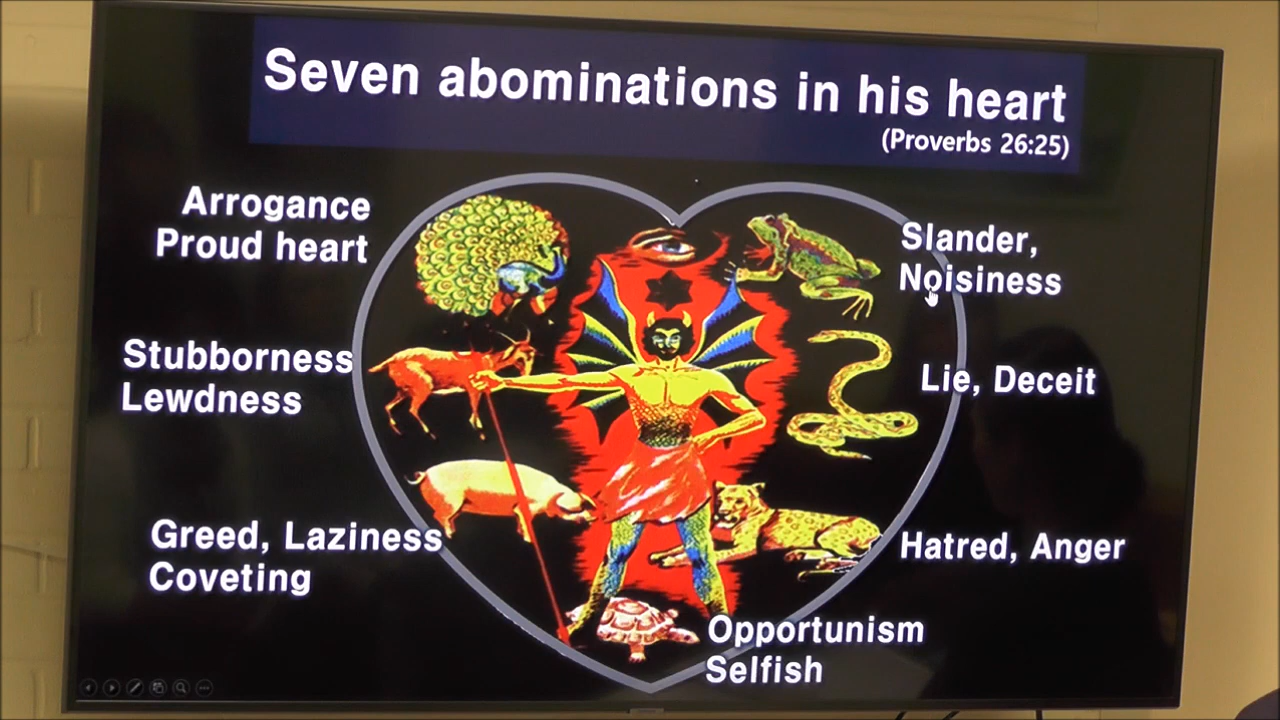 Seven abominations in his heart
(Proverbs 26:25)
Arrogance
Proud heart
Slander,
Noisiness
Stubborness
Lewdness
Lie, Deceit
Greed, Laziness
Coveting
Hatred, Anger
Opportunism
Selfish